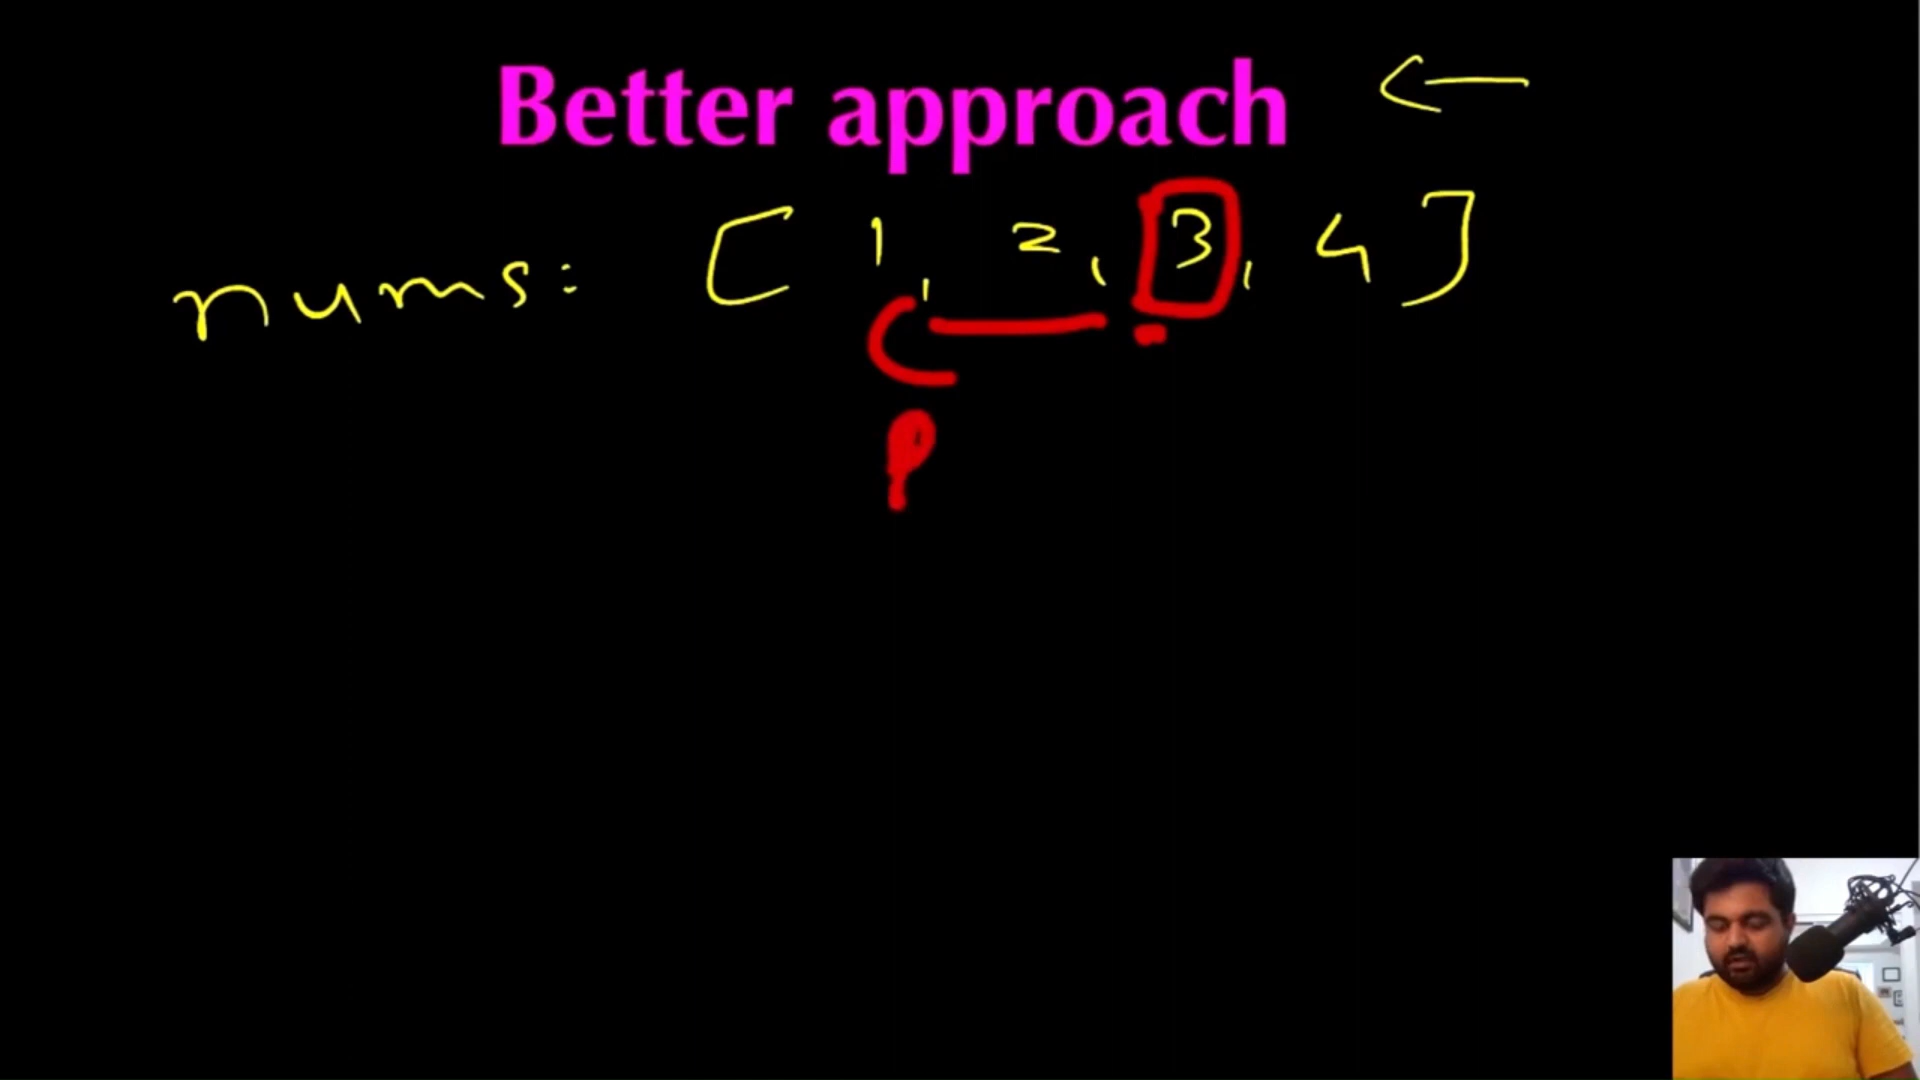 Better approach ←
nums: [ 1, 2, 3, 4 ]
P